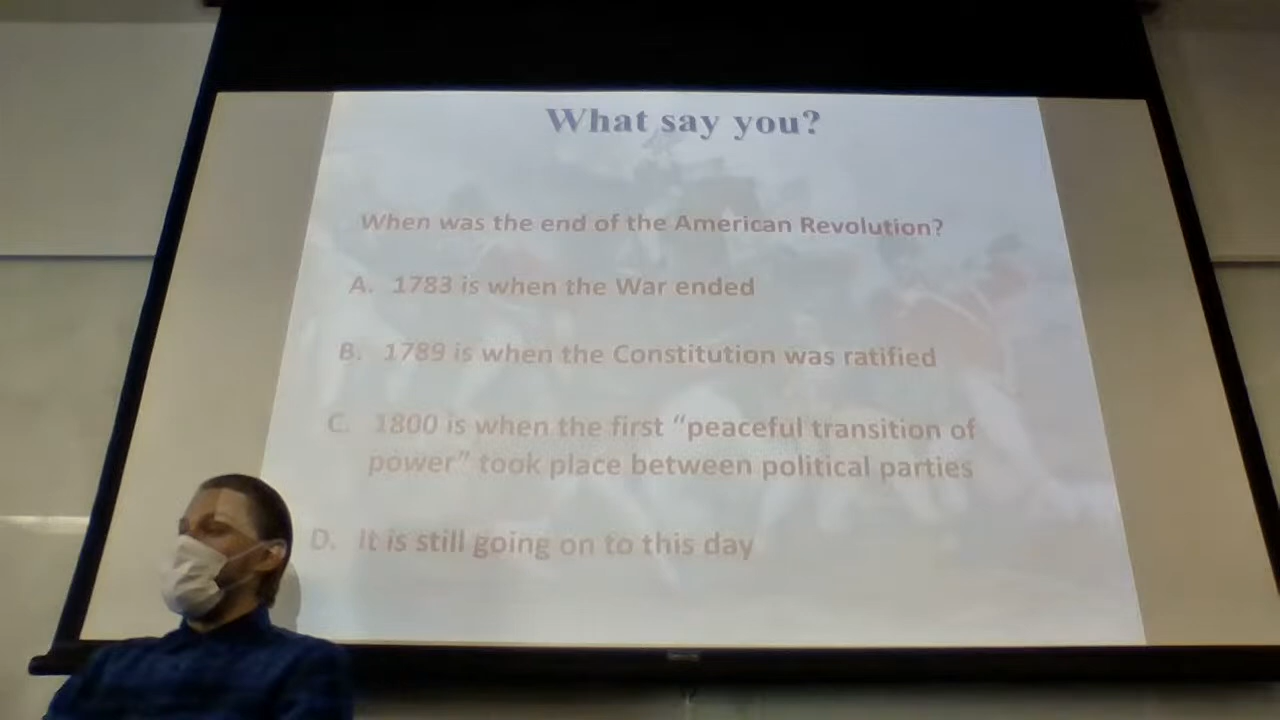 What say you?
When was the end of the American Revolution?
A. 1783 is when the War ended
B. 1789 is when the Constitution was ratified
C. 1800 is when the first “peaceful transition of
power” took place between political parties
D. It is still going on to this day